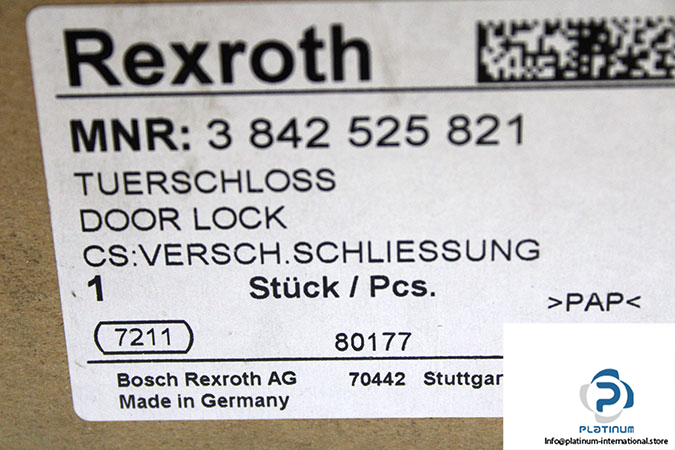 Rexroth
MNR: 3 842 525 821
TUERSCHLOSS
DOOR LOCK
CS:VERSCH.SCHLIESSUNG
1 Stück / Pcs.
>PAP<
7211 80177
Bosch Rexroth AG 70442 Stuttgar
Made in Germany
PLATINUM
Info@platinum-international.store